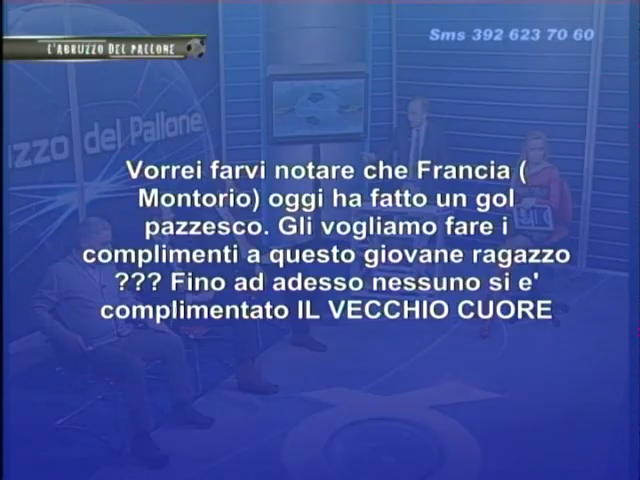 L'ABRUZZO DEL PALLONE
Sms 392 623 70 60
zzo del Pallone
Vorrei farvi notare che Francia (
Montorio) oggi ha fatto un gol
pazzesco. Gli vogliamo fare i
complimenti a questo giovane ragazzo
??? Fino ad adesso nessuno si e'
complimentato IL VECCHIO CUORE